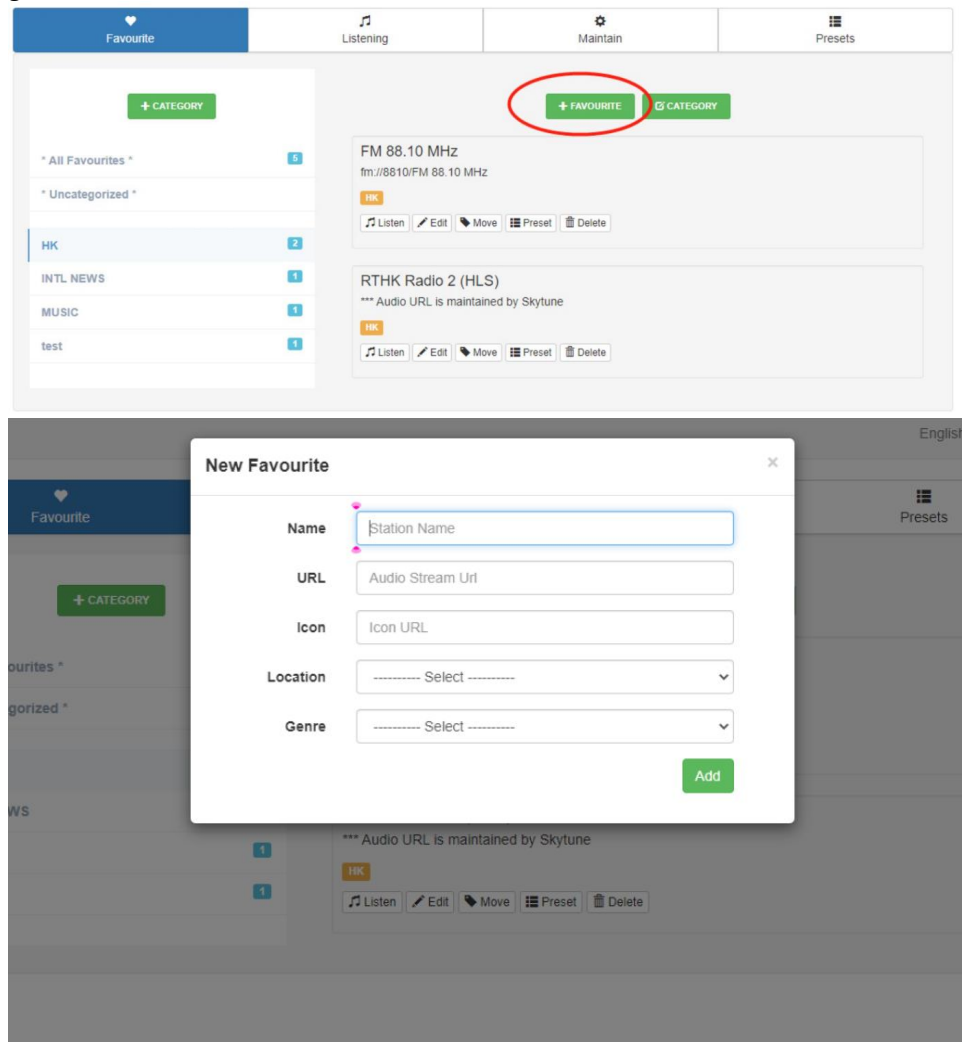 Favourite
Listening
Maintain
Presets
+ CATEGORY
+ FAVOURITE
CATEGORY
* All Favourites * 5
* Uncategorized *
HK 2
INTL NEWS 1
MUSIC 1
test 1
FM 88.10 MHz
fm://8810/FM 88.10 MHz
HK
Listen Edit Move Preset Delete
RTHK Radio 2 (HLS)
*** Audio URL is maintained by Skytune
HK
Listen Edit Move Preset Delete
English
Favourite
Presets
+ CATEGORY
ourites *
gorized *
WS
1
1
New Favourite ×
Name Station Name
URL Audio Stream Url
Icon Icon URL
Location ---------- Select ----------
Genre ---------- Select ----------
Add
*** Audio URL is maintained by Skytune
HK
Listen Edit Move Preset Delete